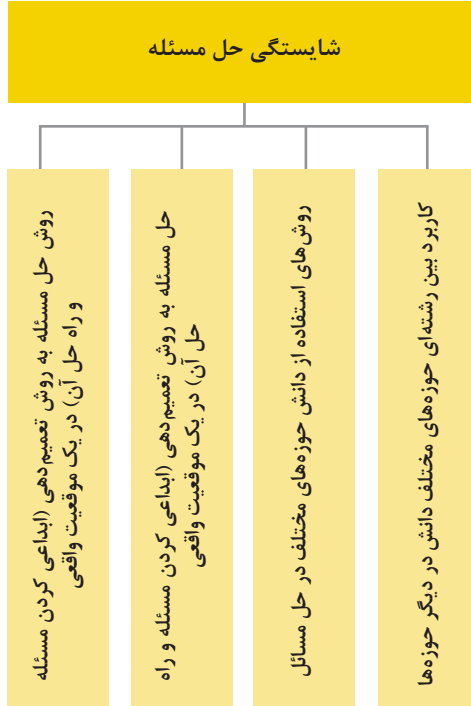 شایستگی حل مسئله
کاربرد بین رشته‌ای حوزه‌های مختلف دانش در دیگر حوزه‌ها
روش‌های استفاده از دانش حوزه‌های مختلف در حل مسائل
حل مسئله به روش تعمیم‌دهی (ابداعی کردن مسئله و راه
حل آن) در یک موقعیت واقعی
روش حل مسئله به روش تعمیم‌دهی (ابداعی کردن مسئله
و راه حل آن) در یک موقعیت واقعی